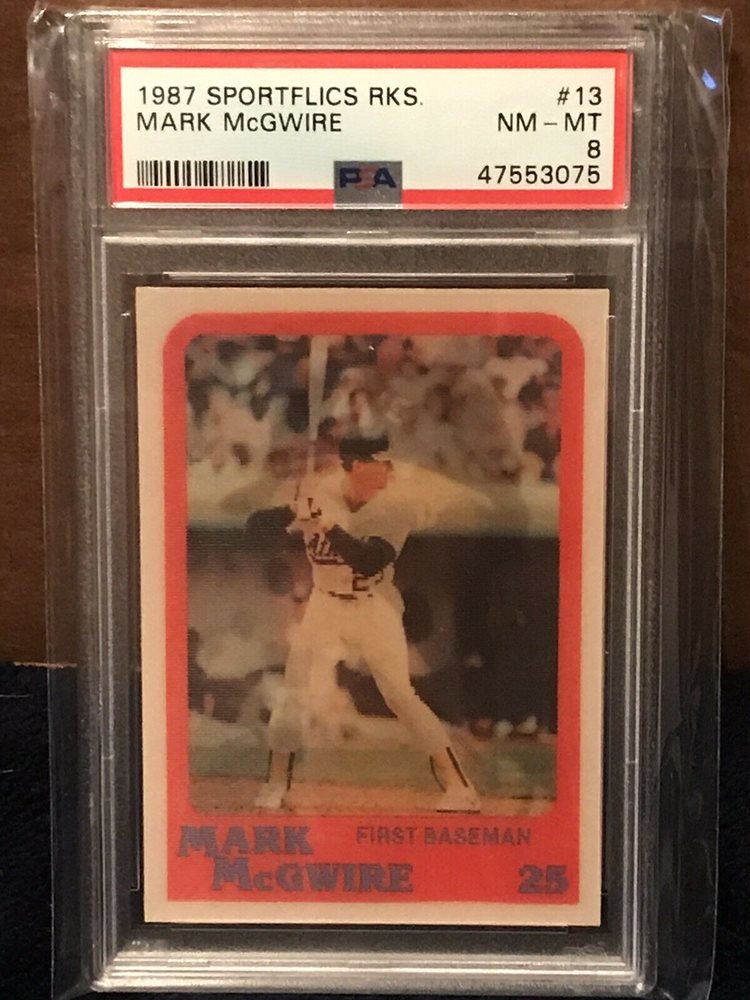 1987 SPORTFLICS RKS. #13
MARK McGWIRE NM-MT
8
PSA 47553075
FIRST BASEMAN
MARK
McGWIRE 25